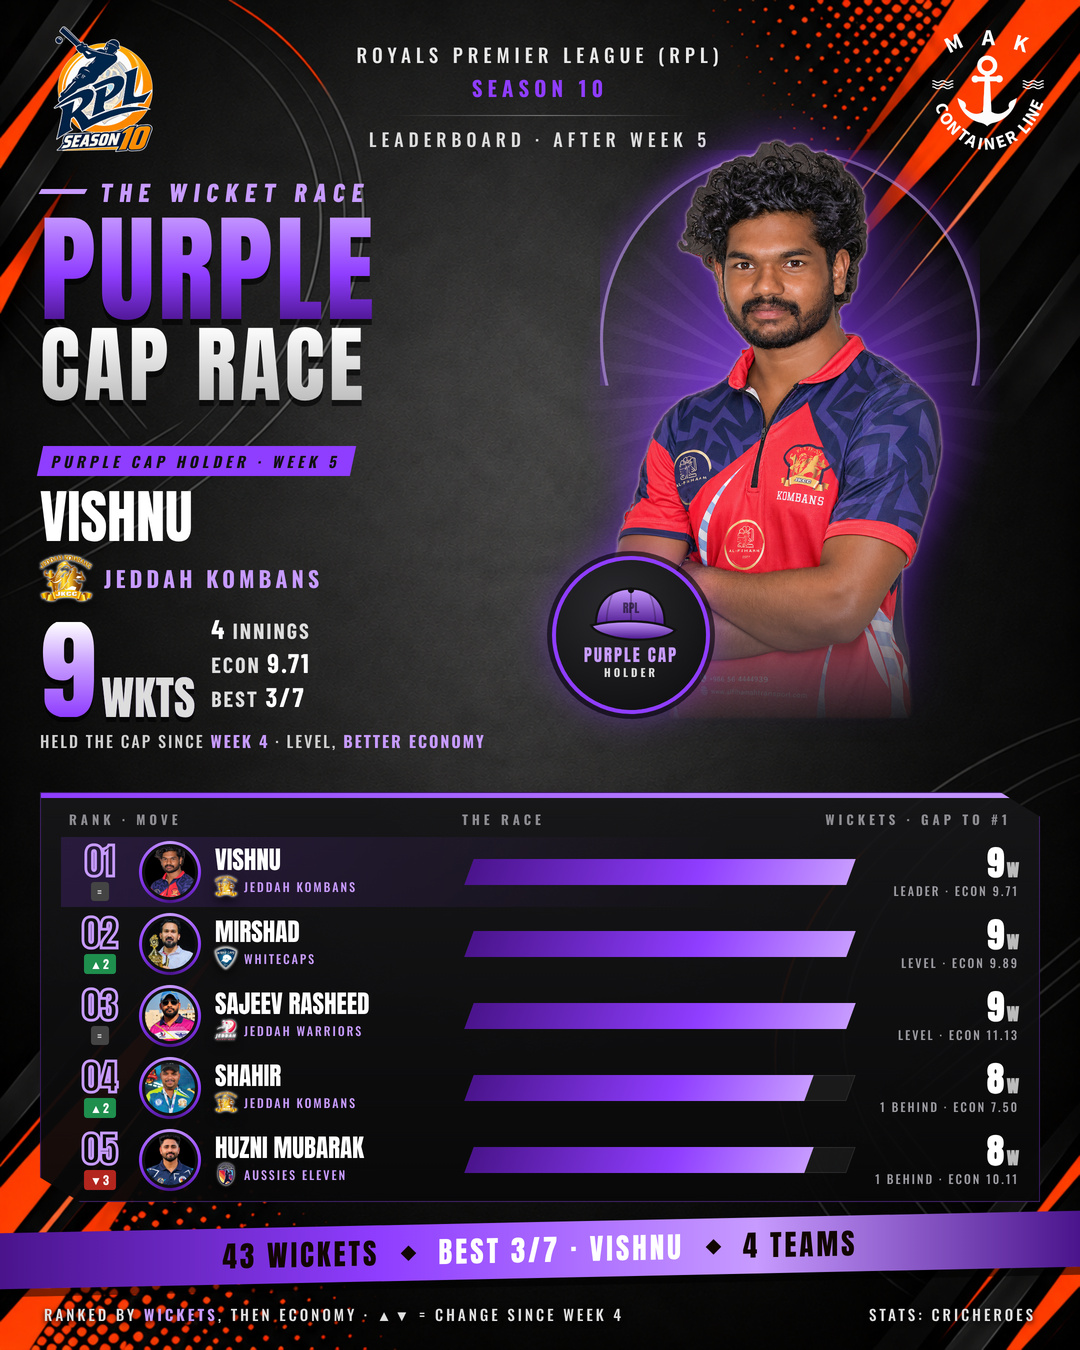 RPL
SEASON 10
ROYALS PREMIER LEAGUE (RPL)
SEASON 10
LEADERBOARD · AFTER WEEK 5
MAK
CONTAINER LINE
THE WICKET RACE
PURPLE
CAP RACE
PURPLE CAP HOLDER · WEEK 5
VISHNU
JKCC
JEDDAH KOMBANS
9 WKTS
4 INNINGS
ECON 9.71
BEST 3/7
HELD THE CAP SINCE WEEK 4 · LEVEL, BETTER ECONOMY
KOMBANS
RPL
PURPLE CAP
HOLDER
RANK · MOVE THE RACE WICKETS · GAP TO #1
01 VISHNU 9W
= JEDDAH KOMBANS LEADER · ECON 9.71
02 MIRSHAD 9W
▲2 WHITECAPS LEVEL · ECON 9.89
03 SAJEEV RASHEED 9W
= JEDDAH WARRIORS LEVEL · ECON 11.13
04 SHAHIR 8W
▲2 JEDDAH KOMBANS 1 BEHIND · ECON 7.50
05 HUZNI MUBARAK 8W
▼3 AUSSIES ELEVEN 1 BEHIND · ECON 10.11
43 WICKETS ◆ BEST 3/7 · VISHNU ◆ 4 TEAMS
RANKED BY WICKETS, THEN ECONOMY · ▲ ▼ = CHANGE SINCE WEEK 4
STATS: CRICHEROES